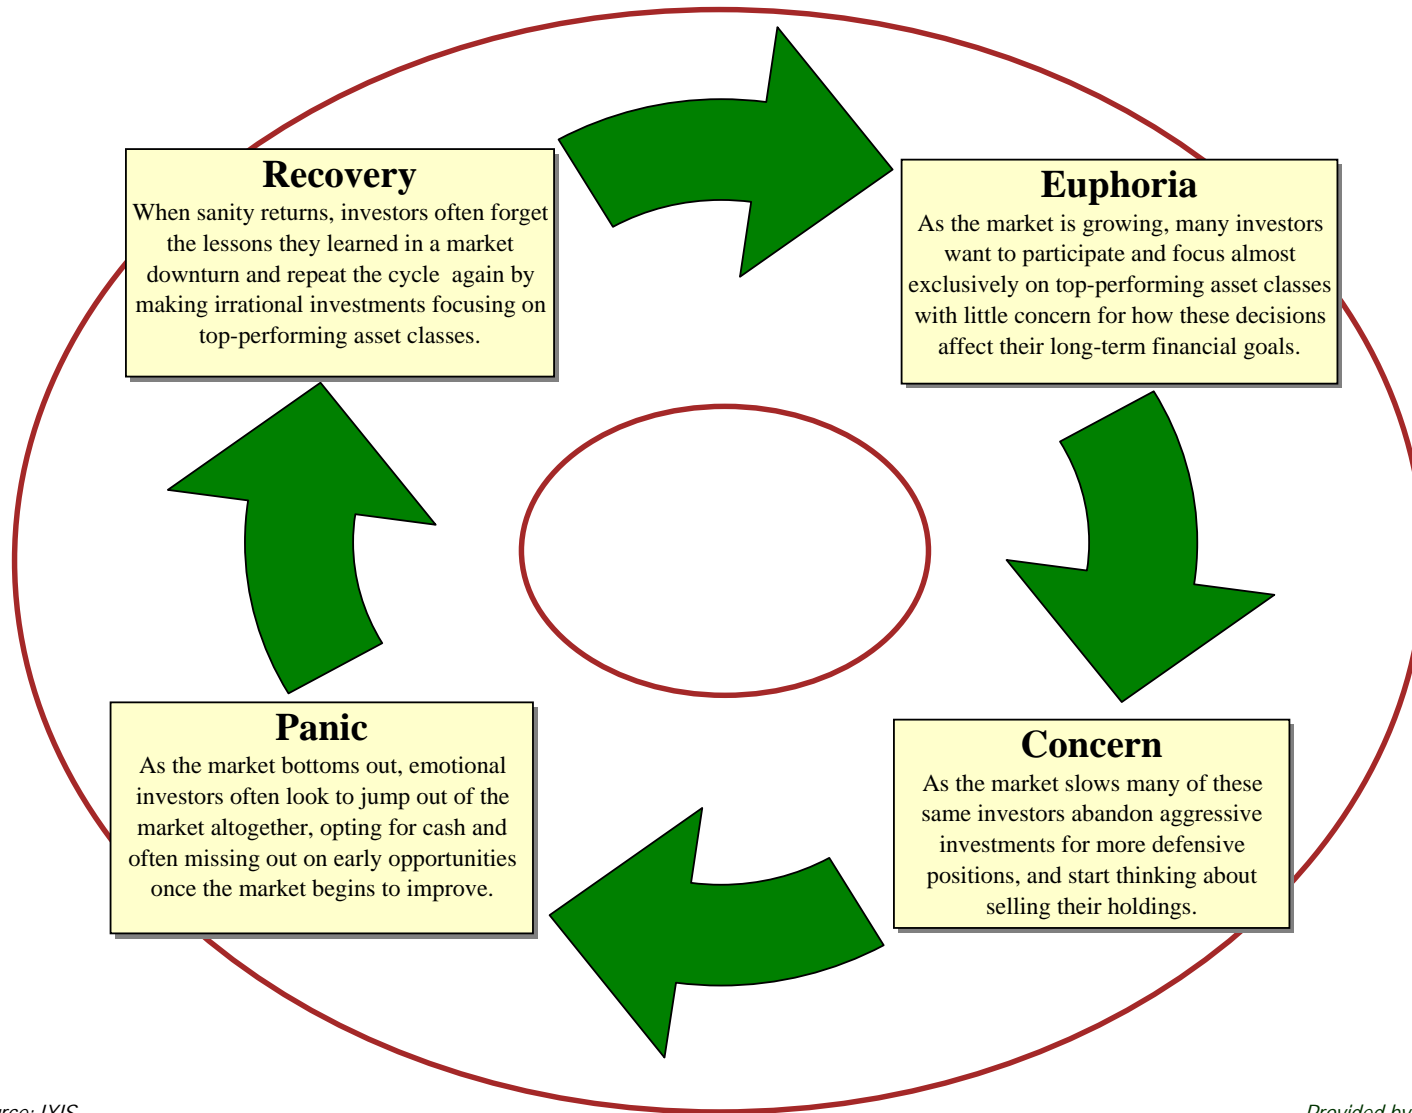 Recovery
When sanity returns, investors often forget
the lessons they learned in a market
downturn and repeat the cycle  again by
making irrational investments focusing on
top-performing asset classes.
Euphoria
As the market is growing, many investors
want to participate and focus almost
exclusively on top-performing asset classes
with little concern for how these decisions
affect their long-term financial goals.
Panic
As the market bottoms out, emotional
investors often look to jump out of the
market altogether, opting for cash and
often missing out on early opportunities
once the market begins to improve.
Concern
As the market slows many of these
same investors abandon aggressive
investments for more defensive
positions, and start thinking about
selling their holdings.
IXIS
Provided by